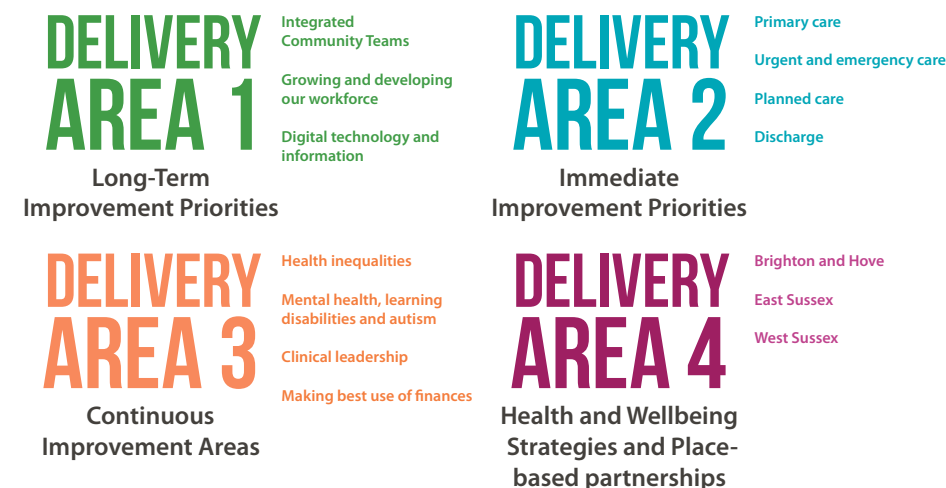 DELIVERY
AREA 1
Long-Term
Improvement Priorities
Integrated
Community Teams
Growing and developing
our workforce
Digital technology and
information
DELIVERY
AREA 2
Immediate
Improvement Priorities
Primary care
Urgent and emergency care
Planned care
Discharge
DELIVERY
AREA 3
Continuous
Improvement Areas
Health inequalities
Mental health, learning
disabilities and autism
Clinical leadership
Making best use of finances
DELIVERY
AREA 4
Health and Wellbeing
Strategies and Place-
based partnerships
Brighton and Hove
East Sussex
West Sussex